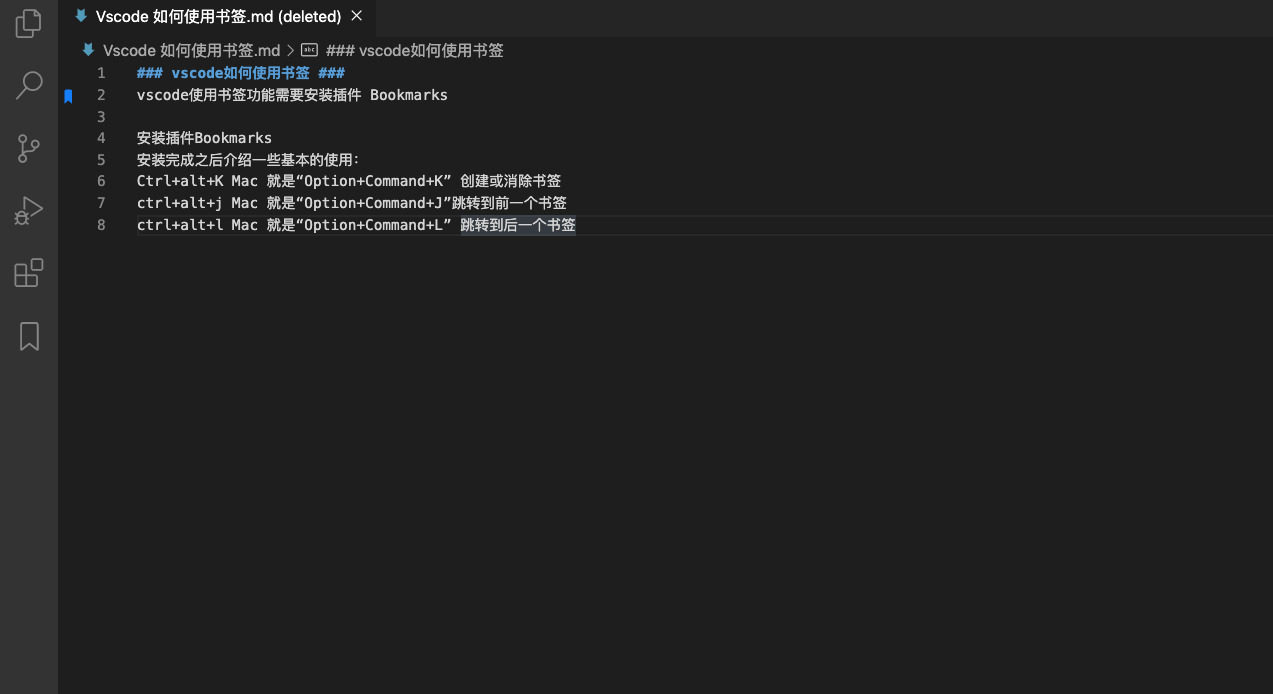 Vscode 如何使用书签.md (deleted)
Vscode 如何使用书签.md > ### vscode如何使用书签
1 ### vscode如何使用书签 ###
2 vscode使用书签功能需要安装插件 Bookmarks
3
4 安装插件Bookmarks
5 安装完成之后介绍一些基本的使用：
6 Ctrl+alt+K Mac 就是“Option+Command+K” 创建或消除书签
7 ctrl+alt+j Mac 就是“Option+Command+J”跳转到前一个书签
8 ctrl+alt+l Mac 就是“Option+Command+L” 跳转到后一个书签